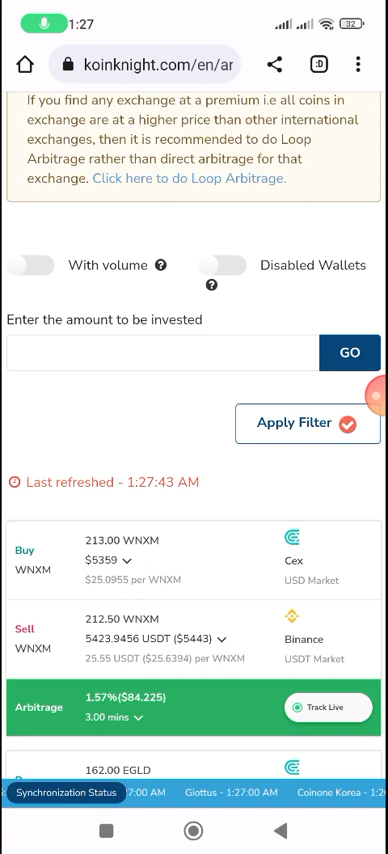 1:27
32
koinknight.com/en/ar
:D
If you find any exchange at a premium i.e all coins in
exchange are at a higher price than other international
exchanges, then it is recommended to do Loop
Arbitrage rather than direct arbitrage for that
exchange. Click here to do Loop Arbitrage.
With volume ?
Disabled Wallets
?
Enter the amount to be invested
GO
Apply Filter
Last refreshed - 1:27:43 AM
Buy
WNXM
213.00 WNXM
$5359
$25.0955 per WNXM
Cex
USD Market
Sell
WNXM
212.50 WNXM
5423.9456 USDT ($5443)
25.55 USDT ($25.6394) per WNXM
Binance
USDT Market
Arbitrage
1.57%($84.225)
3.00 mins
Track Live
162.00 EGLD
Synchronization Status
7:00 AM
Giottus - 1:27:00 AM
Coinone Korea - 1:2